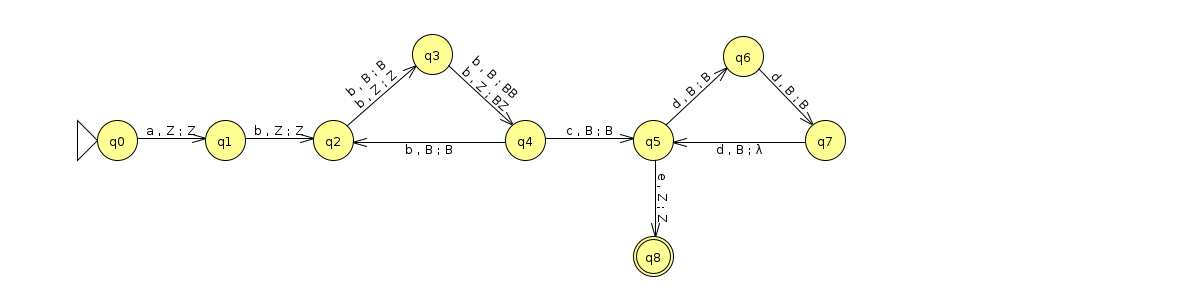 q0
a , Z ; Z
q1
b , Z ; Z
q2
b , B ; B
b , Z ; Z
q3
b , B ; BB
b , Z ; BZ
q4
b , B ; B
c , B ; B
q5
d , B ; B
q6
d , B ; B
q7
d , B ; λ
e , Z ; Z
q8